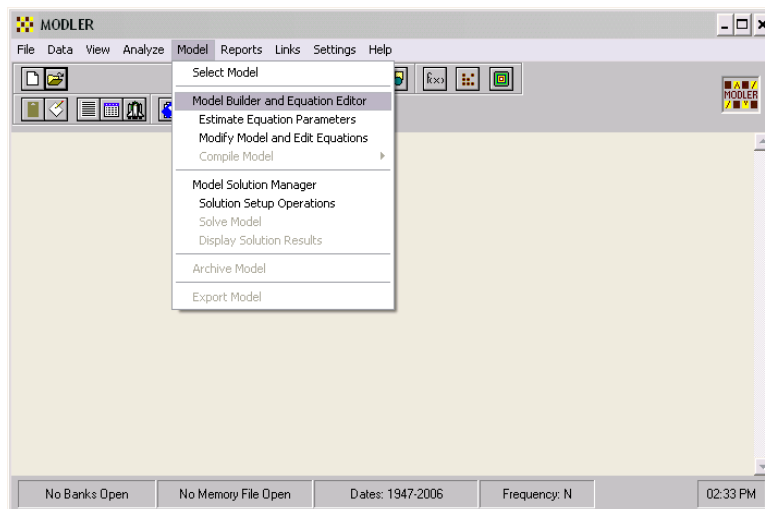 MODLER
File Data View Analyze Model Reports Links Settings Help
Select Model
f(x)
MODLER
Model Builder and Equation Editor
Estimate Equation Parameters
Modify Model and Edit Equations
Compile Model
Model Solution Manager
Solution Setup Operations
Solve Model
Display Solution Results
Archive Model
Export Model
No Banks Open No Memory File Open Dates: 1947-2006 Frequency: N 02:33 PM